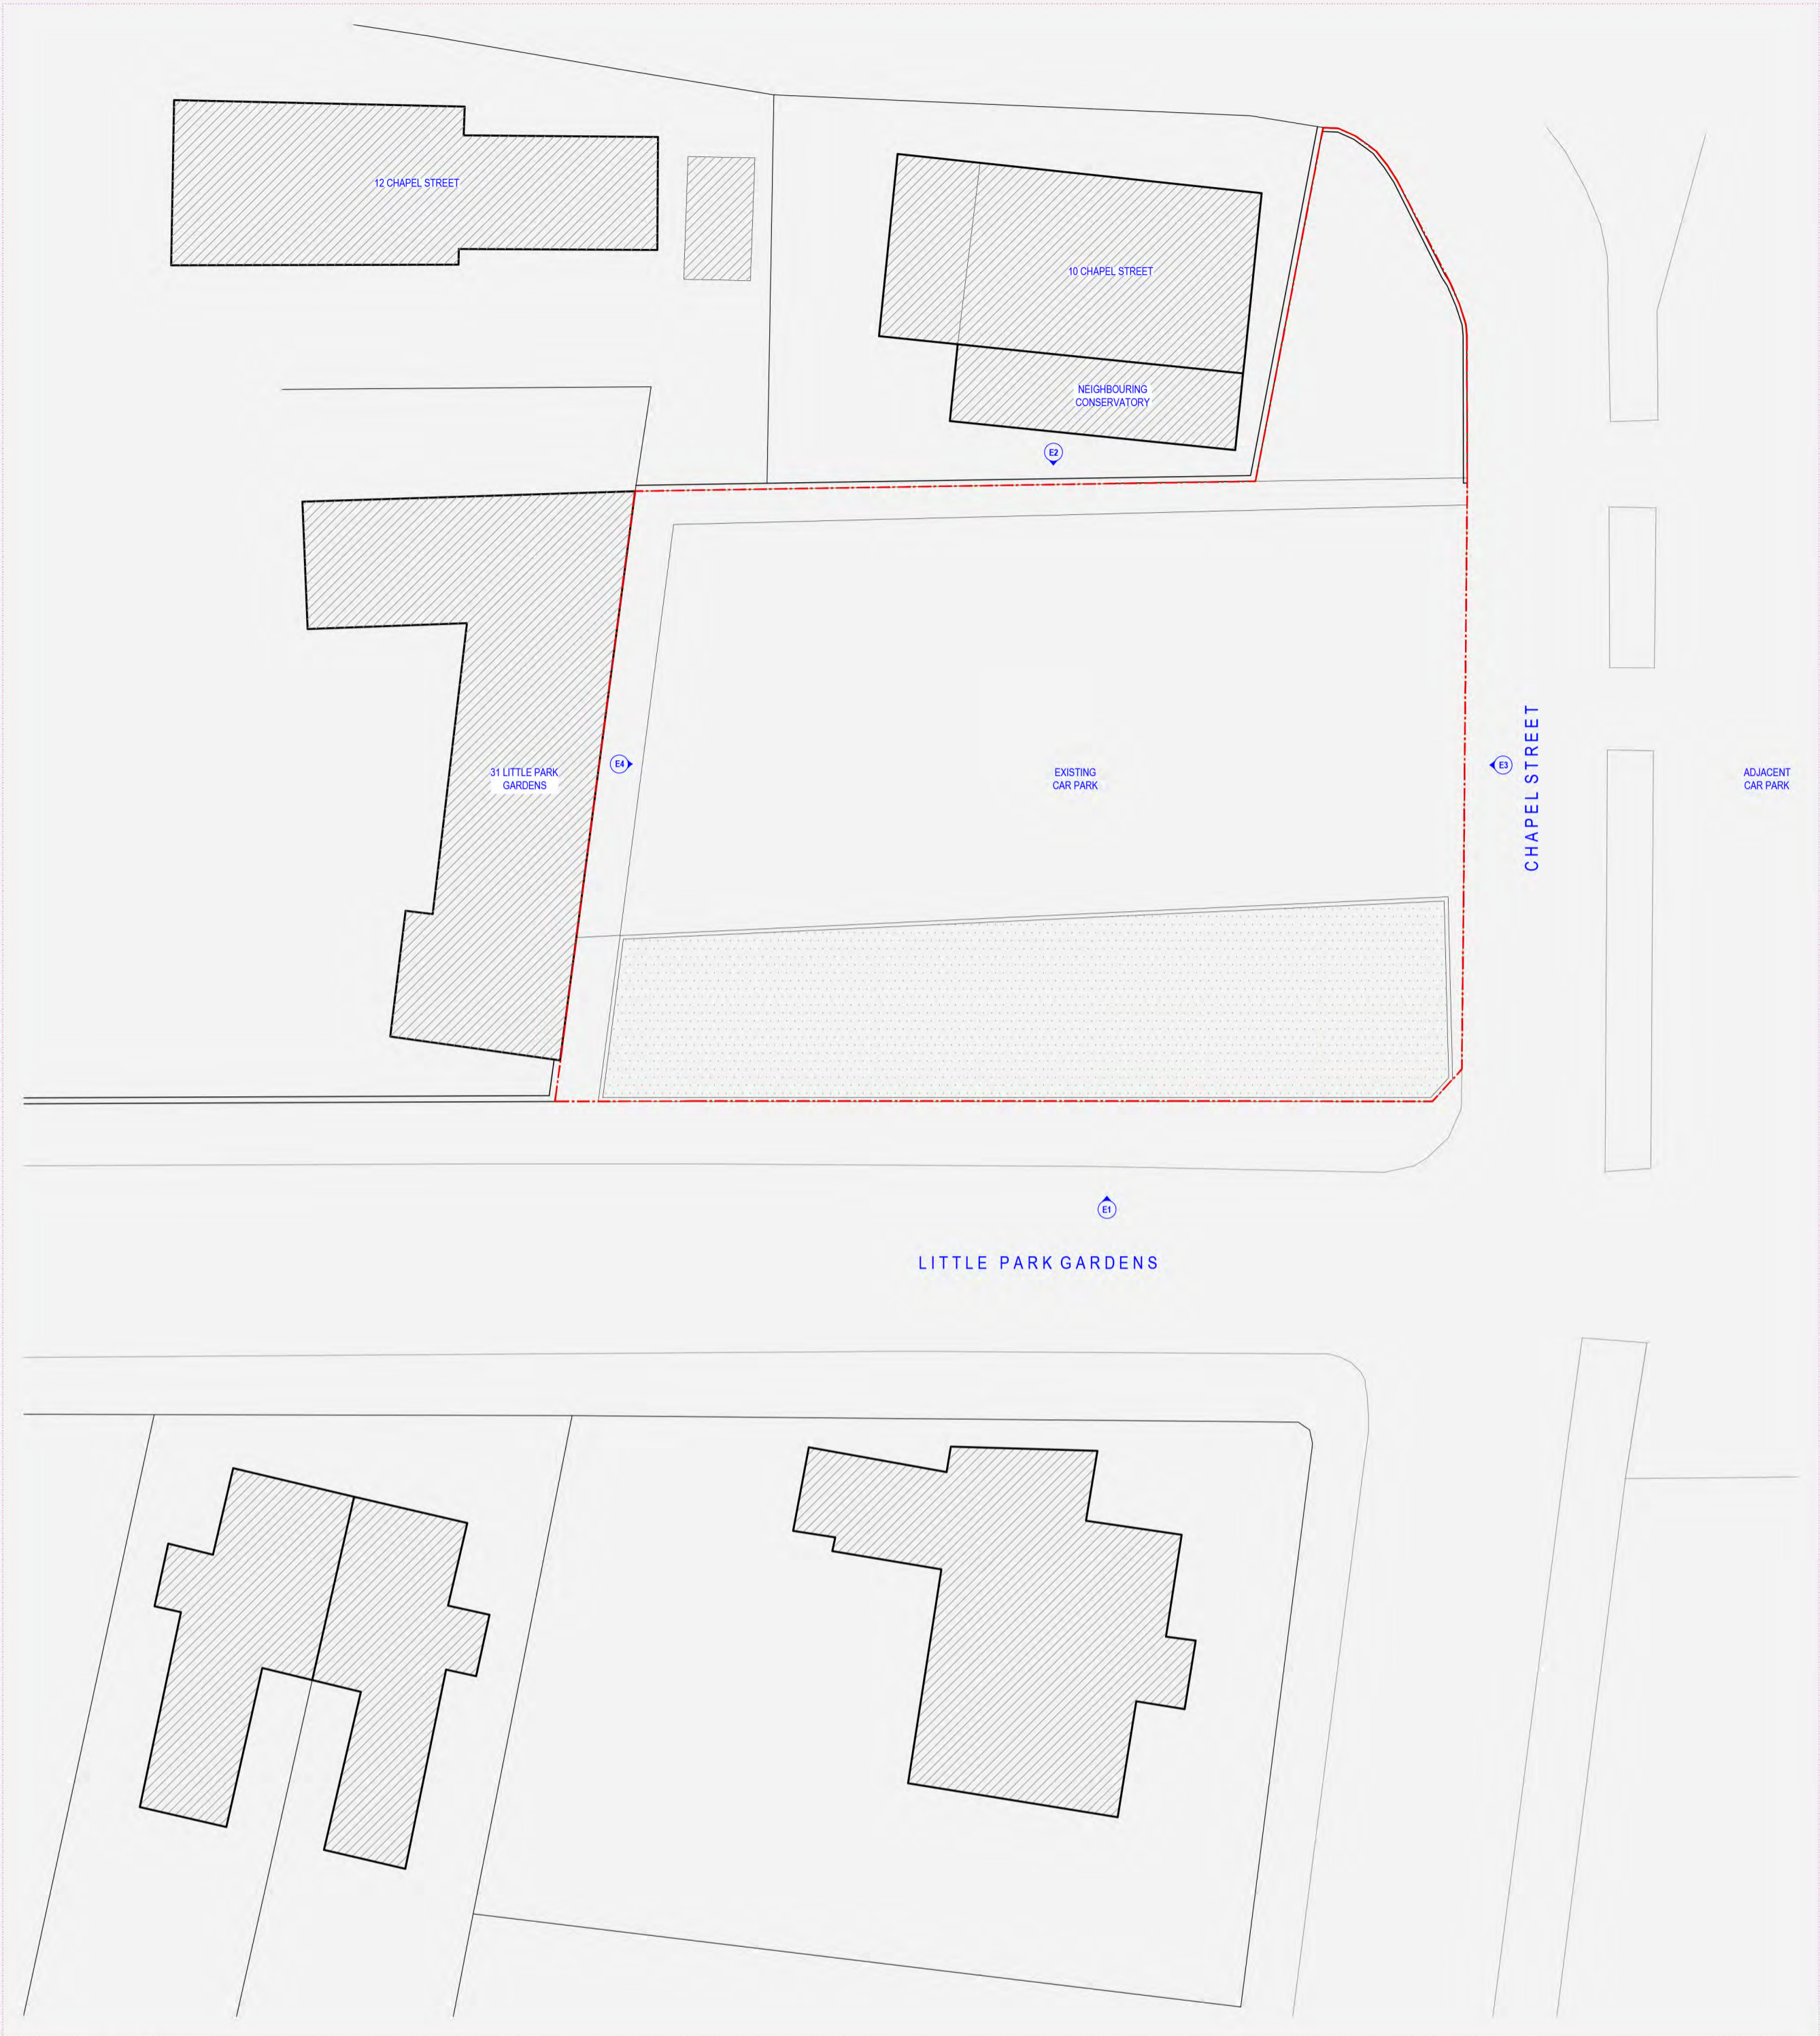 12 CHAPEL STREET
10 CHAPEL STREET
NEIGHBOURING
CONSERVATORY
E2
31 LITTLE PARK
GARDENS
E4
EXISTING
CAR PARK
E3
CHAPEL STREET
ADJACENT
CAR PARK
E1
LITTLE PARK GARDENS